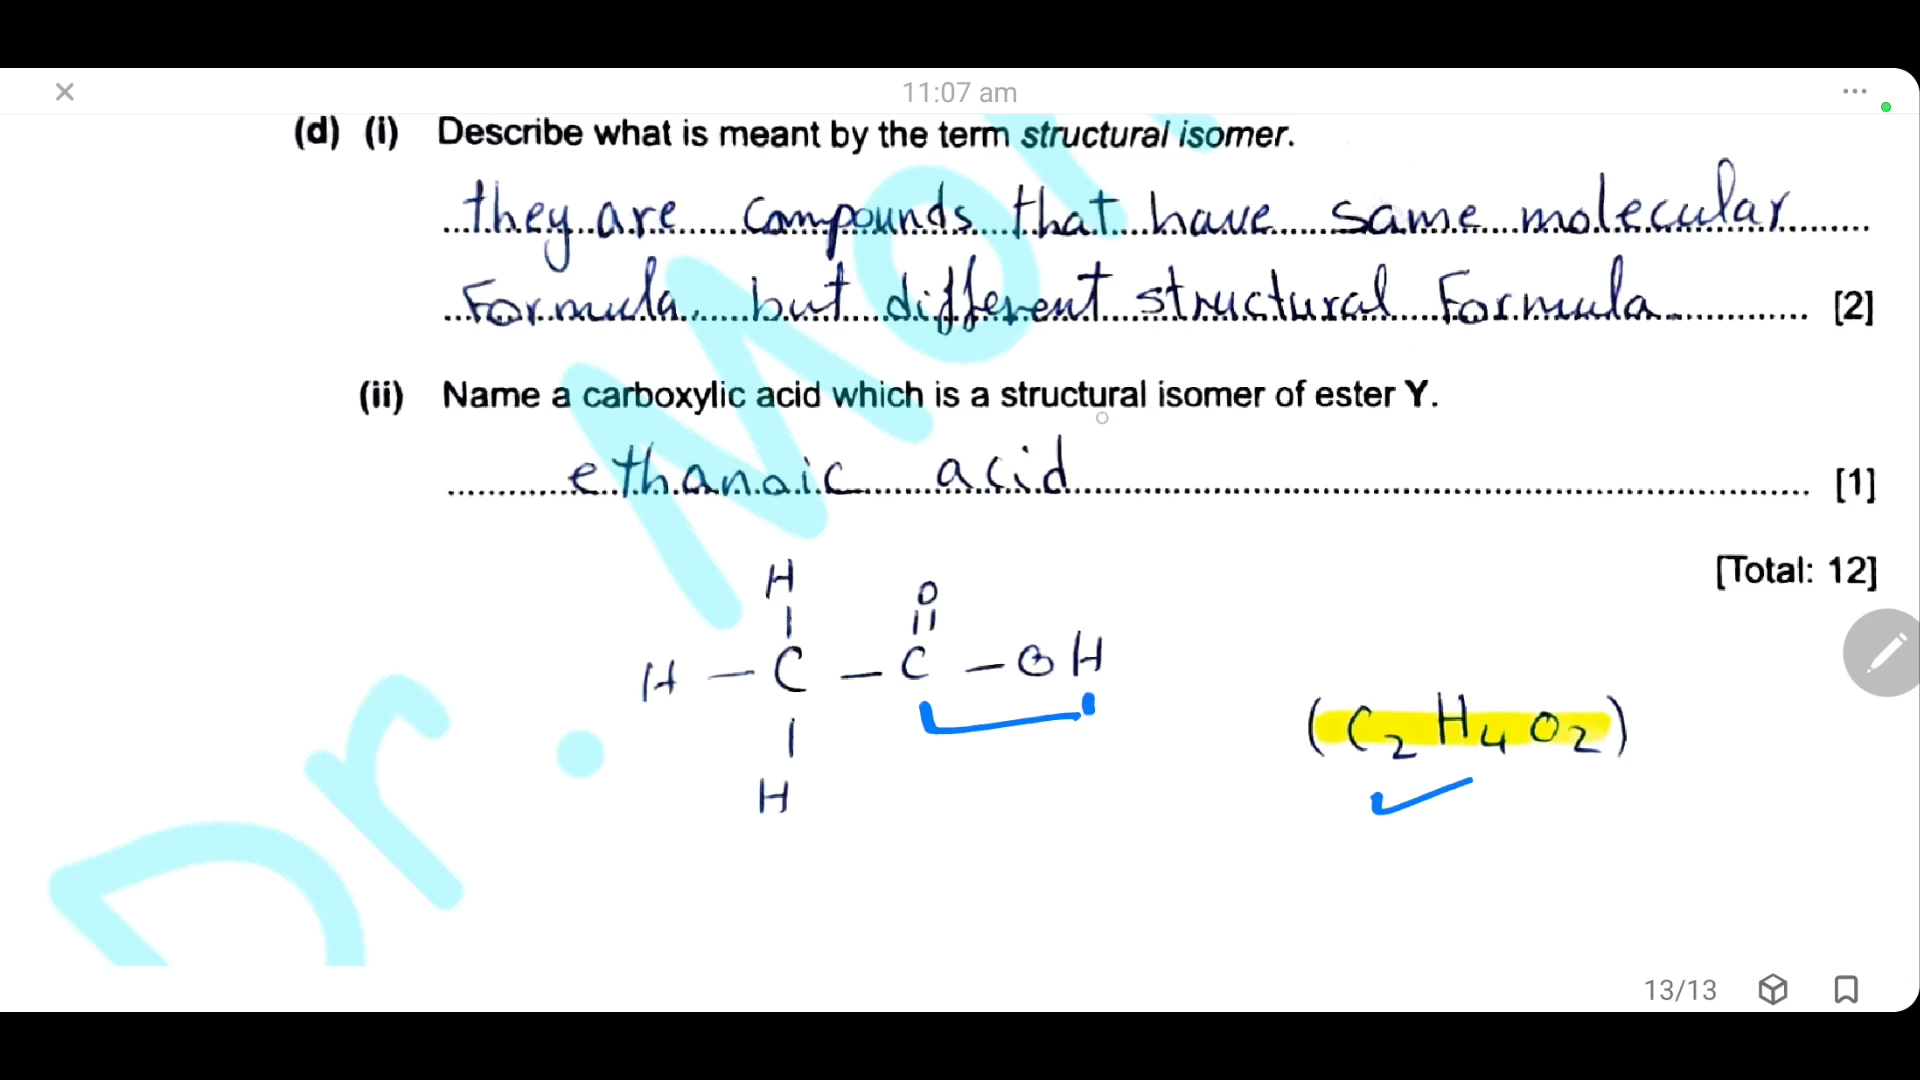 11:07 am
(d) (i) Describe what is meant by the term structural isomer.
they are compounds that have same molecular
Formula, but different structural Formula [2]
(ii) Name a carboxylic acid which is a structural isomer of ester Y.
ethanoic acid [1]
[Total: 12]
H
O
H – C – C – OH
H
(C2H4O2)
Dr. Mor
13/13